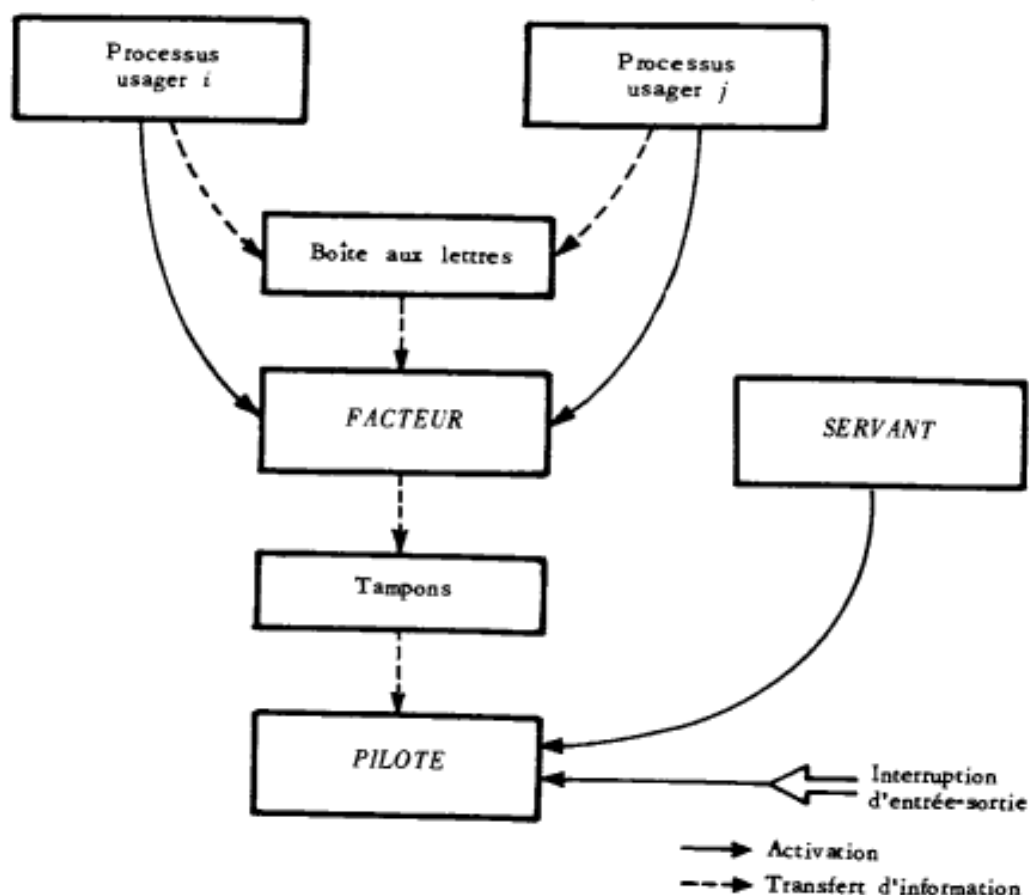 Processus
usager i
Processus
usager j
Boîte aux lettres
FACTEUR
SERVANT
Tampons
PILOTE
Interruption
d'entrée-sortie
Activation
Transfert d'information